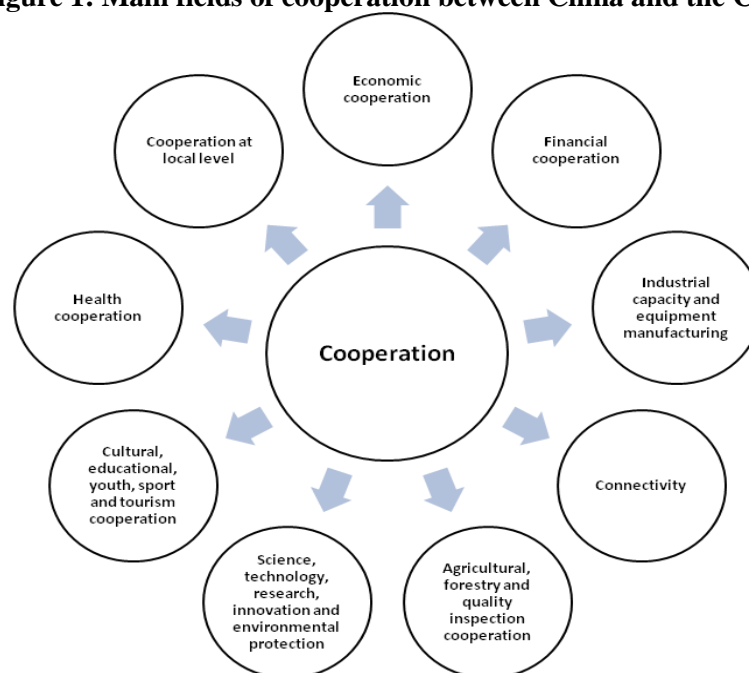 igure 1: Main fields of cooperation between China and the C
Economic
cooperation
Financial
cooperation
Industrial
capacity and
equipment
manufacturing
Connectivity
Agricultural,
forestry and
quality
inspection
cooperation
Science,
technology,
research,
innovation and
environmental
protection
Cultural,
educational,
youth, sport
and tourism
cooperation
Health
cooperation
Cooperation at
local level
Cooperation